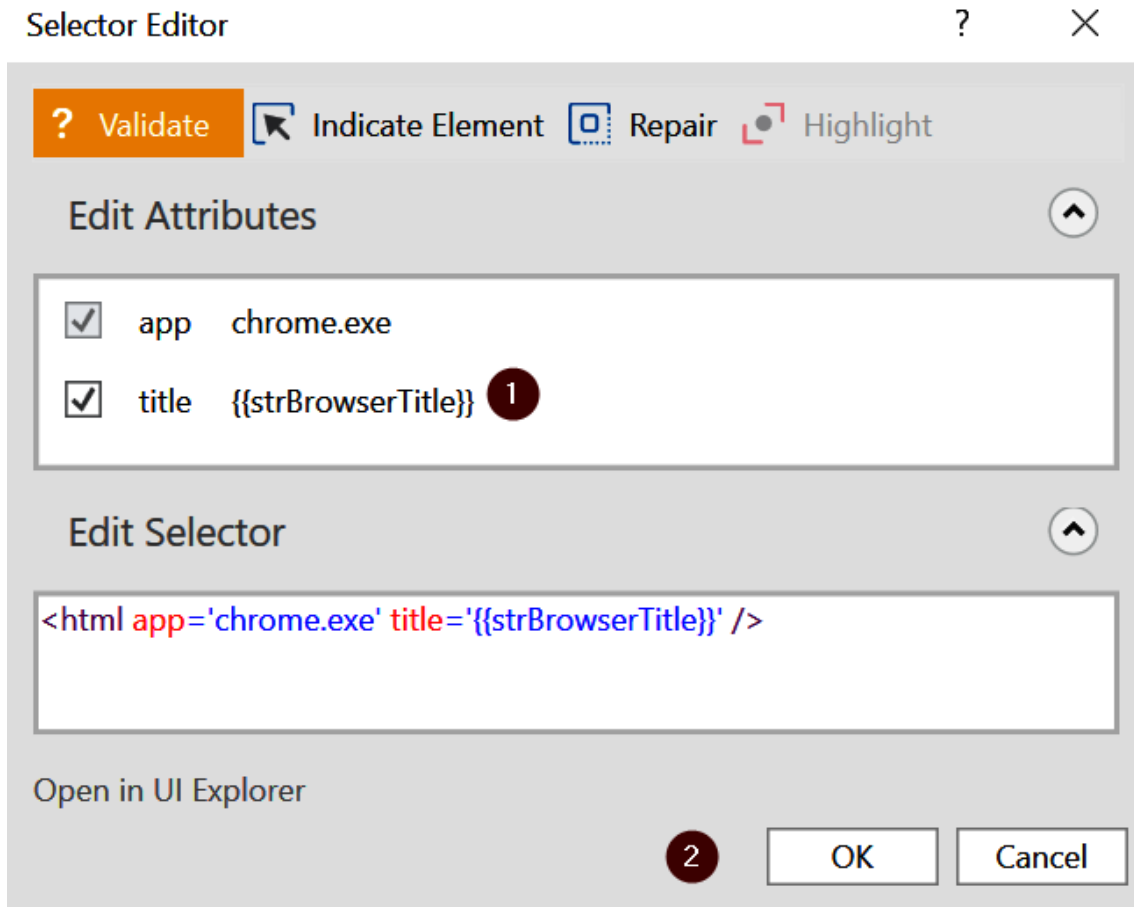 Selector Editor ?
? Validate Indicate Element Repair Highlight
Edit Attributes
app chrome.exe
title {{strBrowserTitle}} 1
Edit Selector
<html app='chrome.exe' title='{{strBrowserTitle}}' />
Open in UI Explorer
2 OK Cancel